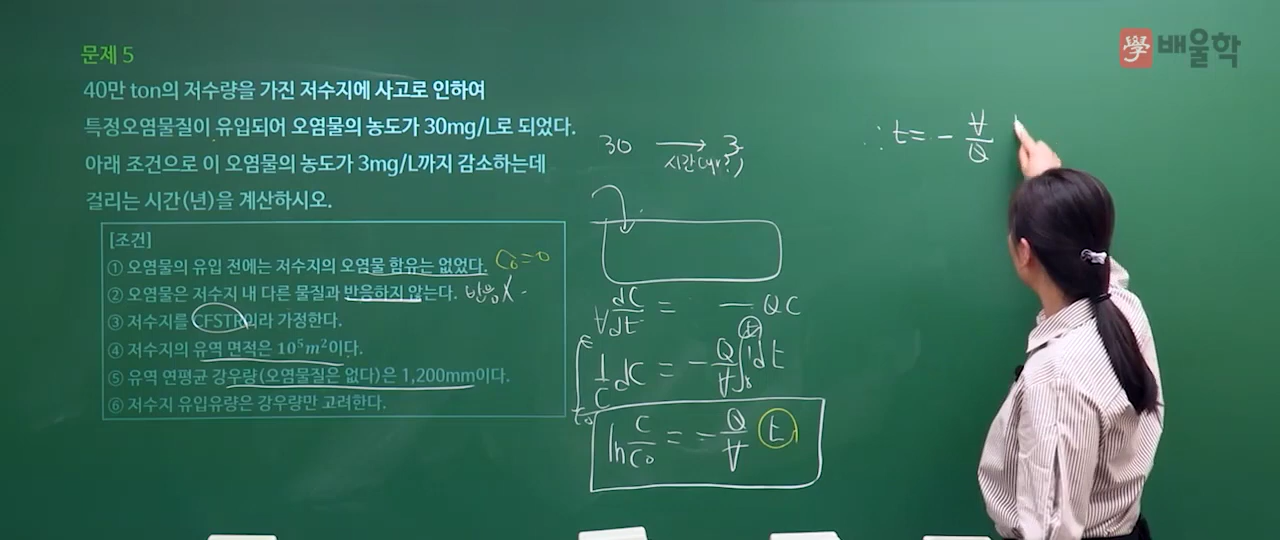 學 배울학
문제 5
40만 ton의 저수량을 가진 저수지에 사고로 인하여
특정오염물질이 유입되어 오염물의 농도가 30mg/L로 되었다.
아래 조건으로 이 오염물의 농도가 3mg/L까지 감소하는데
걸리는 시간(년)을 계산하시오.
[조건]
① 오염물의 유입 전에는 저수지의 오염물 함유는 없었다. C₀=0
② 오염물은 저수지 내 다른 물질과 반응하지 않는다. 반응X.
③ 저수지를 CFSTR이라 가정한다.
④ 저수지의 유역 면적은 10⁵m²이다.
⑤ 유역 연평균 강우량(오염물질은 없다)은 1,200mm이다.
⑥ 저수지 유입유량은 강우량만 고려한다.
30 → 3
시간(yr?)
∀ dC/dt = - QC
1/C dC = - Q/∀ ∫ 1dt
ln C/C₀ = - Q/∀ t
∴ t = - ∀/Q